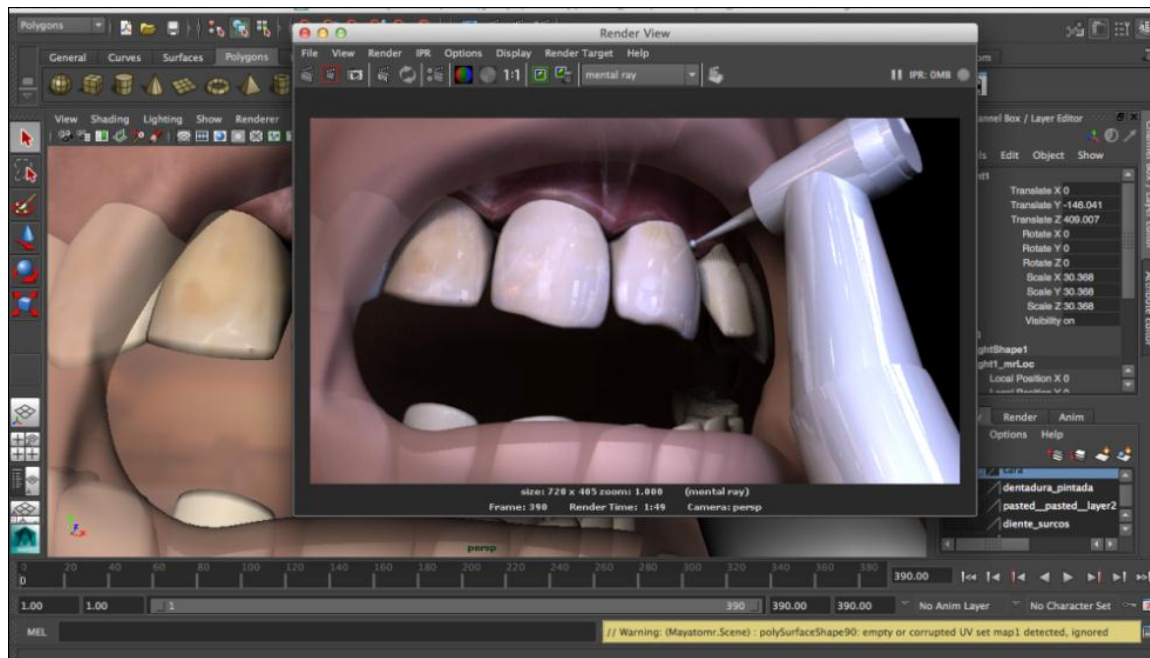 Render View
Polygons
File View Render IPR Options Display Render Target Help
General Curves Surfaces Polygons
1:1 mental ray IPR: 0MB
View Shading Lighting Show Renderer
Box / Layer Editor
Edit Object Show
Translate X 0
Translate Y -146.041
Translate Z 409.007
Rotate X 0
Rotate Y 0
Rotate Z 0
Scale X 30.368
Scale Y 30.368
Scale Z 30.368
Visibility on
Local Position X 0
Render Anim
Options Help
dentadura_pintada
pasted__pasted__layer2
diente_surcos
size: 720 x 405 zoom: 1.000 (mental ray)
Frame: 390 Render Time: 1:49 Camera: persp
persp
0 20 40 60 80 100 120 140 160 180 200 220 240 260 280 300 320 340 360 380
0 390.00
1.00 1.00 1 390 390.00 390.00 No Anim Layer No Character Set
MEL // Warning: (Mayatomr.Scene) : polySurfaceShape90: empty or corrupted UV set map1 detected, ignored
Attribute Editor